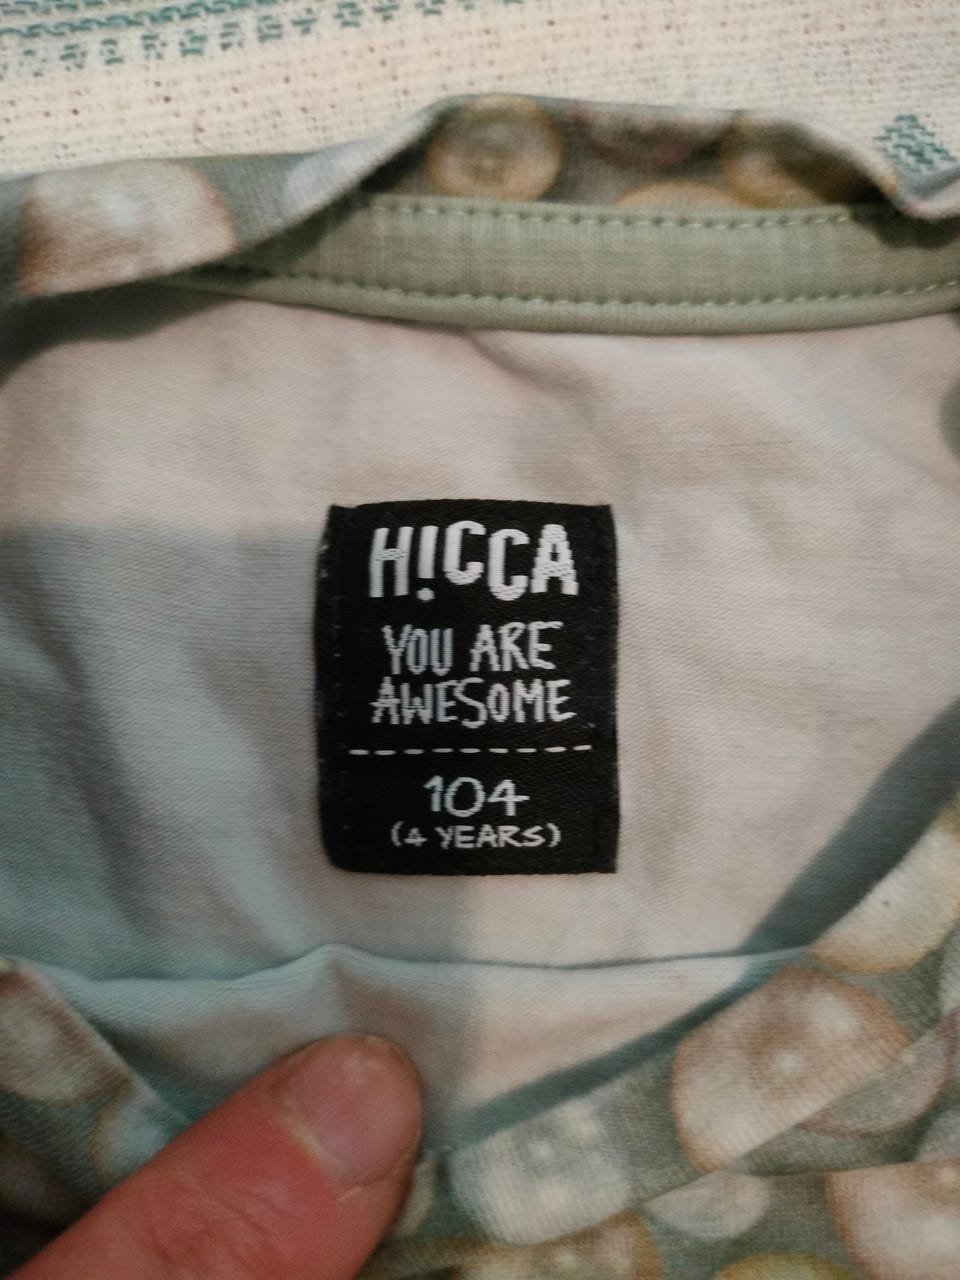 H!CCA
YOU ARE
AWESOME
104
(4 YEARS)